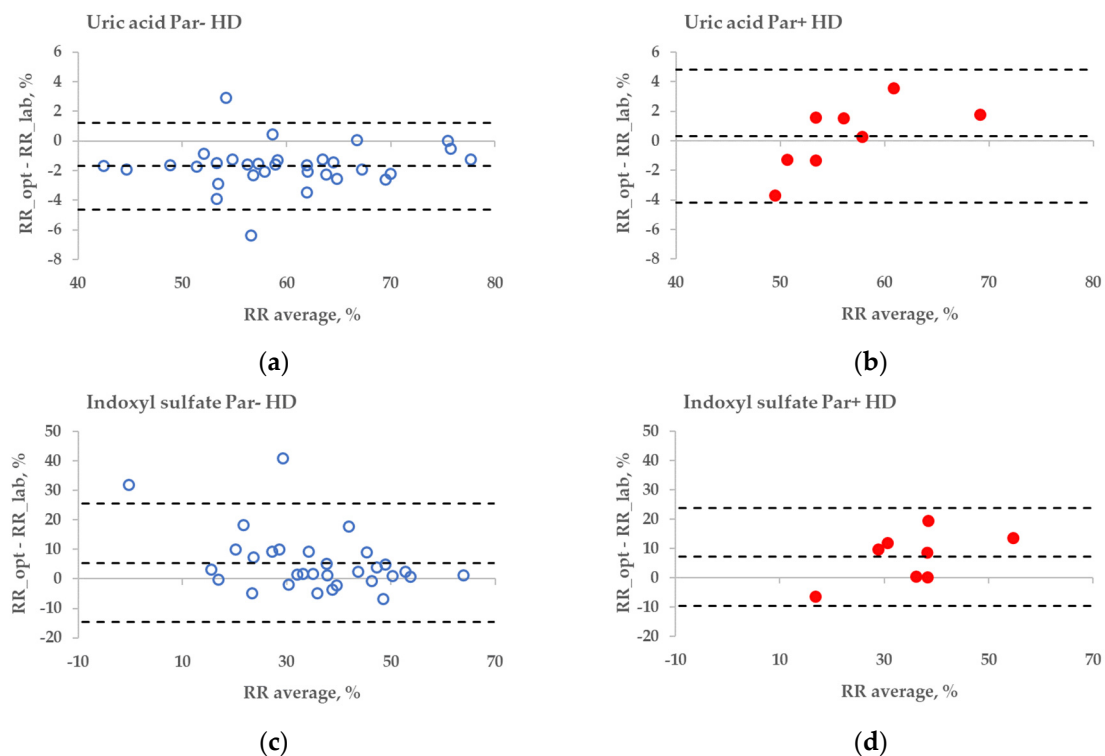 Uric acid Par- HD
6
4
2
0
-2
-4
-6
-8
40 50 60 70 80
RR_opt - RR_lab, %
RR average, %
(a)
Uric acid Par+ HD
6
4
2
0
-2
-4
-6
-8
40 50 60 70 80
RR_opt - RR_lab, %
RR average, %
(b)
Indoxyl sulfate Par- HD
50
40
30
20
10
0
-10
-20
-10 10 30 50 70
RR_opt - RR_lab, %
RR average, %
(c)
Indoxyl sulfate Par+ HD
50
40
30
20
10
0
-10
-20
-10 10 30 50 70
RR_opt - RR_lab, %
RR average, %
(d)